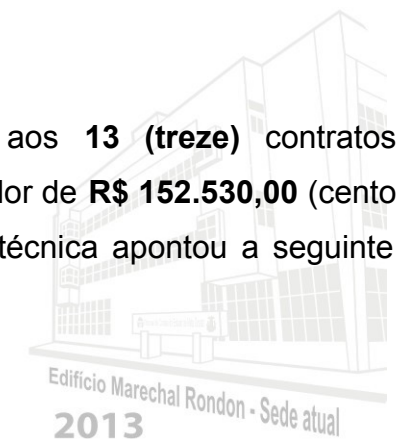 aos 13 (treze) contratos
lor de R$ 152.530,00 (cento
técnica apontou a seguinte
Edifício Marechal Rondon - Sede atual
2013